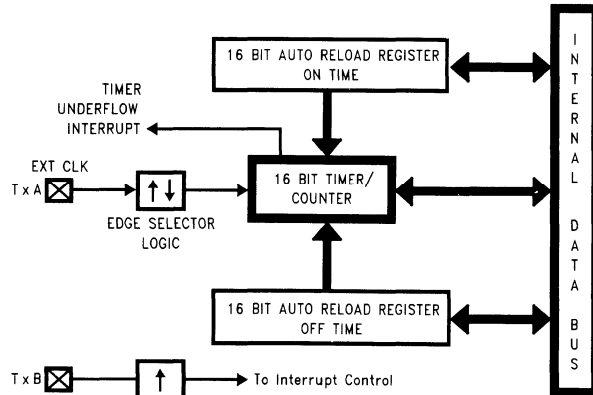 16 BIT AUTO RELOAD REGISTER
ON TIME
TIMER
UNDERFLOW
INTERRUPT
EXT CLK
TxA
↑↓
EDGE SELECTOR
LOGIC
16 BIT TIMER/
COUNTER
16 BIT AUTO RELOAD REGISTER
OFF TIME
TxB
↑
To Interrupt Control
INTERNAL DATA BUS